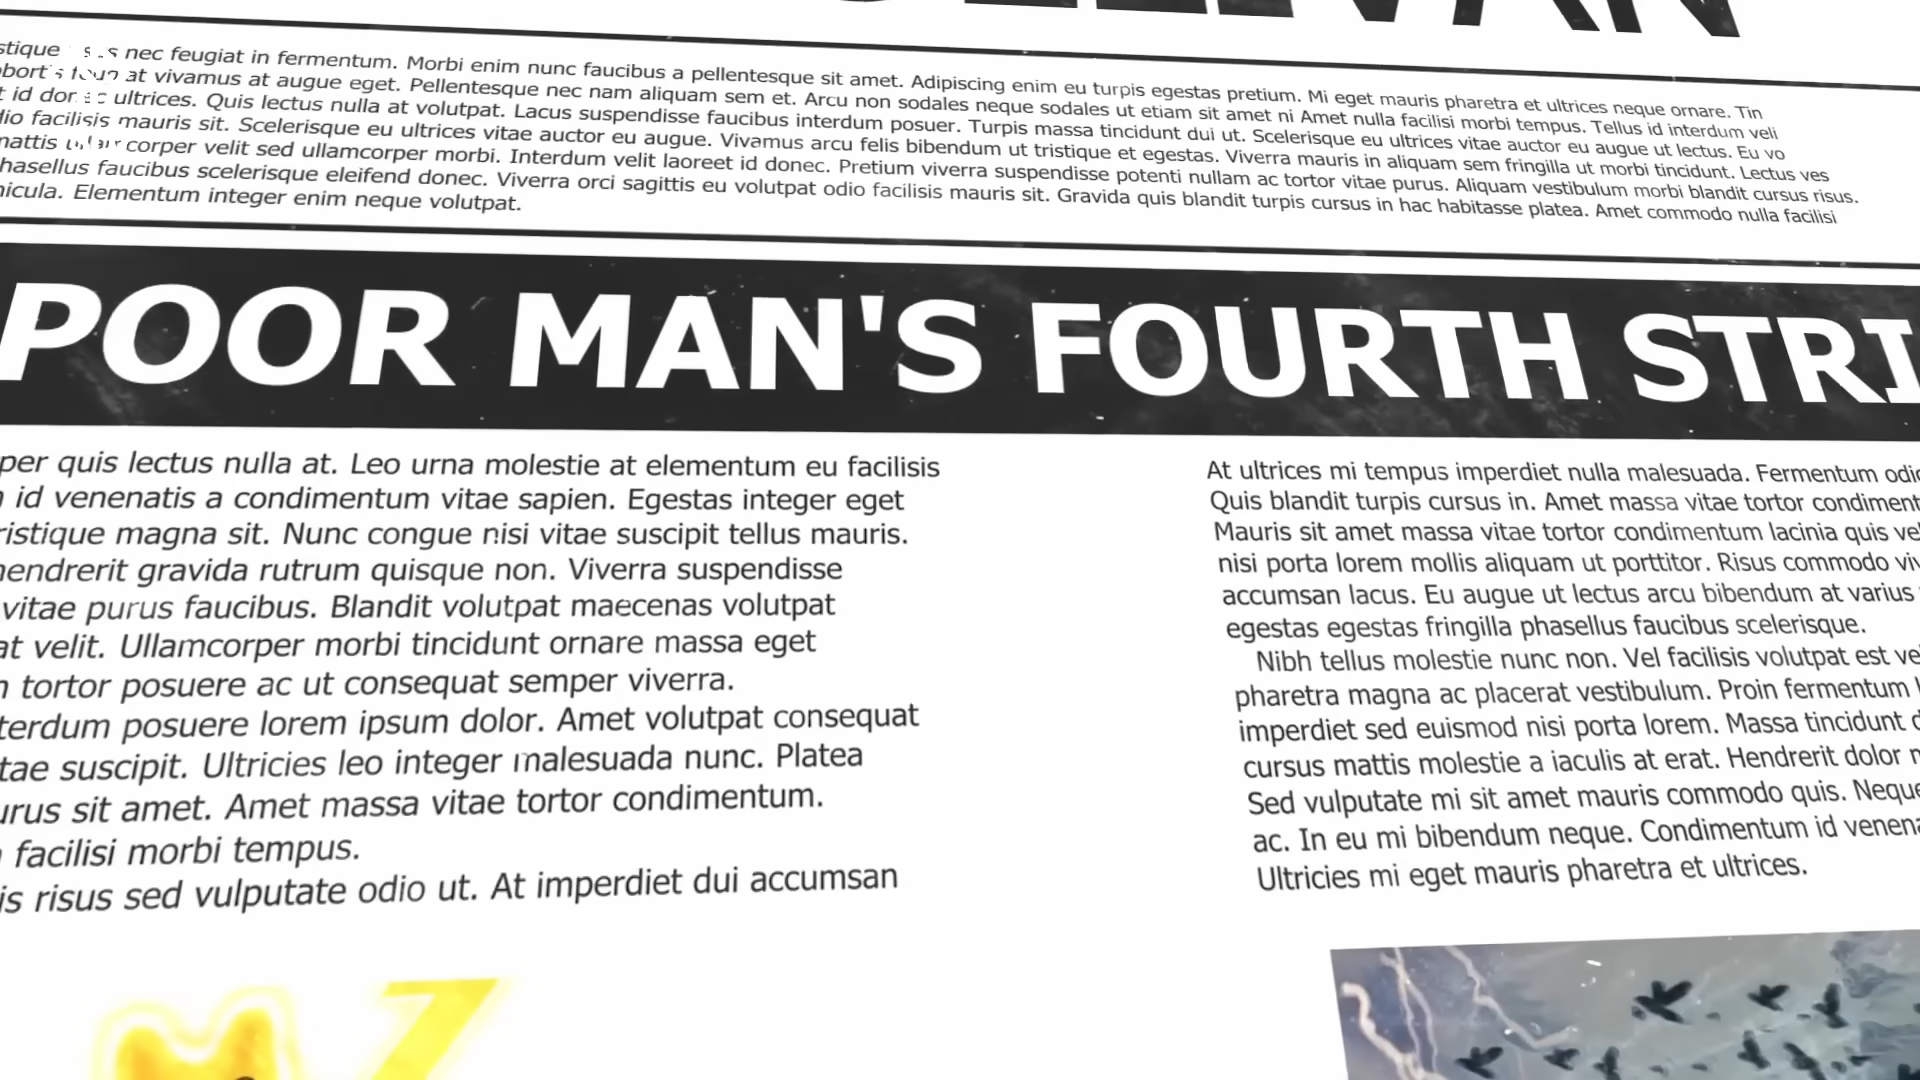 nec feugiat in fermentum. Morbi enim nunc faucibus a pellentesque sit amet. Adipiscing enim eu turpis egestas pretium. Mi eget mauris pharetra et ultrices neque ornare. Tin
at vivamus at augue eget. Pellentesque nec nam aliquam sem et. Arcu non sodales neque sodales ut etiam sit amet ni Amet nulla facilisi morbi tempus. Tellus id interdum veli
t id donec ultrices. Quis lectus nulla at volutpat. Lacus suspendisse faucibus interdum posuer. Turpis massa tincidunt dui ut. Scelerisque eu ultrices vitae auctor eu augue ut lectus. Eu vo
dio facilisis mauris sit. Scelerisque eu ultrices vitae auctor eu augue. Vivamus arcu felis bibendum ut tristique et egestas. Viverra mauris in aliquam sem fringilla ut morbi tincidunt. Lectus ves
mattis corper velit sed ullamcorper morbi. Interdum velit laoreet id donec. Pretium viverra suspendisse potenti nullam ac tortor vitae purus. Aliquam vestibulum morbi blandit cursus risus.
hasellus faucibus scelerisque eleifend donec. Viverra orci sagittis eu volutpat odio facilisis mauris sit. Gravida quis blandit turpis cursus in hac habitasse platea. Amet commodo nulla facilisi
hicula. Elementum integer enim neque volutpat.
POOR MAN'S FOURTH STRI
per quis lectus nulla at. Leo urna molestie at elementum eu facilisis
id venenatis a condimentum vitae sapien. Egestas integer eget
ristique magna sit. Nunc congue nisi vitae suscipit tellus mauris.
hendrerit gravida rutrum quisque non. Viverra suspendisse
vitae purus faucibus. Blandit volutpat maecenas volutpat
at velit. Ullamcorper morbi tincidunt ornare massa eget
tortor posuere ac ut consequat semper viverra.
terdum posuere lorem ipsum dolor. Amet volutpat consequat
tae suscipit. Ultricies leo integer malesuada nunc. Platea
urus sit amet. Amet massa vitae tortor condimentum.
facilisi morbi tempus.
is risus sed vulputate odio ut. At imperdiet dui accumsan
At ultrices mi tempus imperdiet nulla malesuada. Fermentum odio
Quis blandit turpis cursus in. Amet massa vitae tortor condiment
Mauris sit amet massa vitae tortor condimentum lacinia quis vel
nisi porta lorem mollis aliquam ut porttitor. Risus commodo viv
accumsan lacus. Eu augue ut lectus arcu bibendum at varius
egestas egestas fringilla phasellus faucibus scelerisque.
Nibh tellus molestie nunc non. Vel facilisis volutpat est vel
pharetra magna ac placerat vestibulum. Proin fermentum l
imperdiet sed euismod nisi porta lorem. Massa tincidunt d
cursus mattis molestie a iaculis at erat. Hendrerit dolor m
Sed vulputate mi sit amet mauris commodo quis. Neque
ac. In eu mi bibendum neque. Condimentum id venena
Ultricies mi eget mauris pharetra et ultrices.